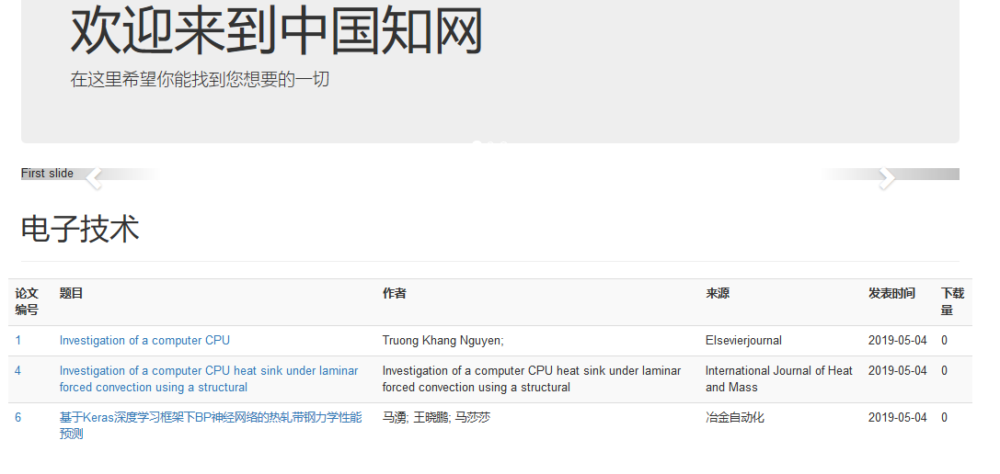 欢迎来到中国知网
在这里希望你能找到您想要的一切
First slide
电子技术
论文 题目 作者 来源 发表时间 下载
编号 量
1 Investigation of a computer CPU Truong Khang Nguyen; Elsevierjournal 2019-05-04 0
4 Investigation of a computer CPU heat sink under laminar Investigation of a computer CPU heat sink under laminar International Journal of Heat 2019-05-04 0
forced convection using a structural forced convection using a structural and Mass
6 基于Keras深度学习框架下BP神经网络的热轧带钢力学性能 马湧; 王晓鹏; 马莎莎 冶金自动化 2019-05-04 0
预测